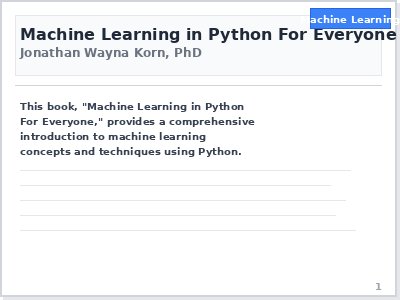 Machine Learning
Machine Learning in Python For Everyone
Jonathan Wayna Korn, PhD
This book, "Machine Learning in Python
For Everyone," provides a comprehensive
introduction to machine learning
concepts and techniques using Python.
1